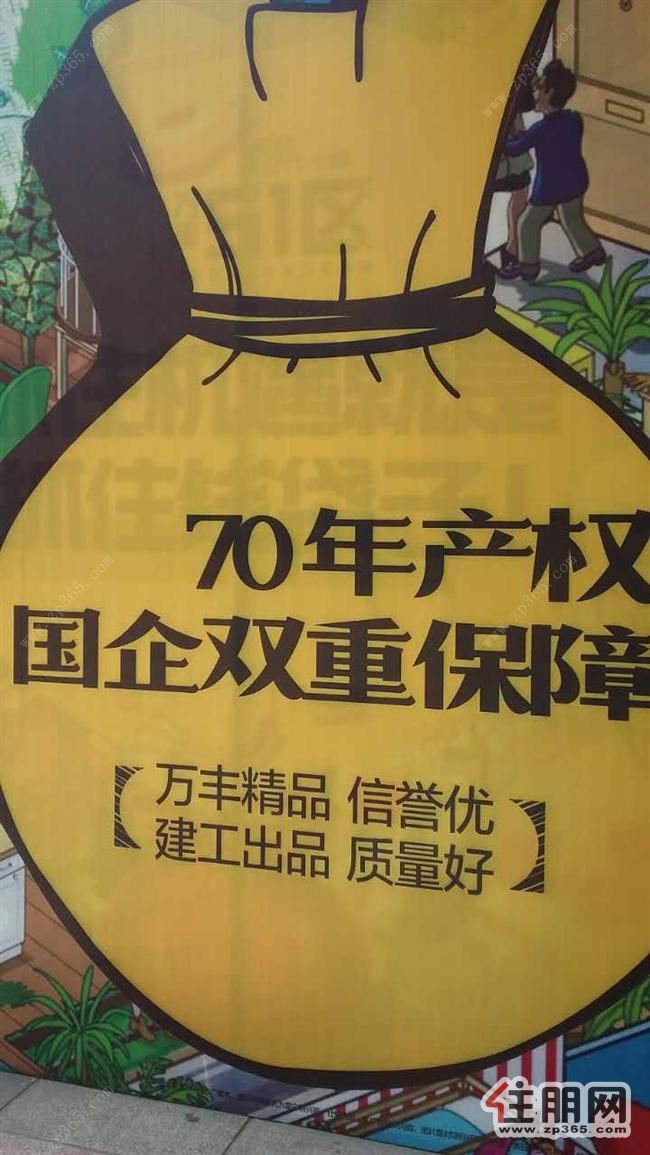 70年产权
国企双重保障
万丰精品 信誉优
建工出品 质量好
住朋网
www.zp365.com